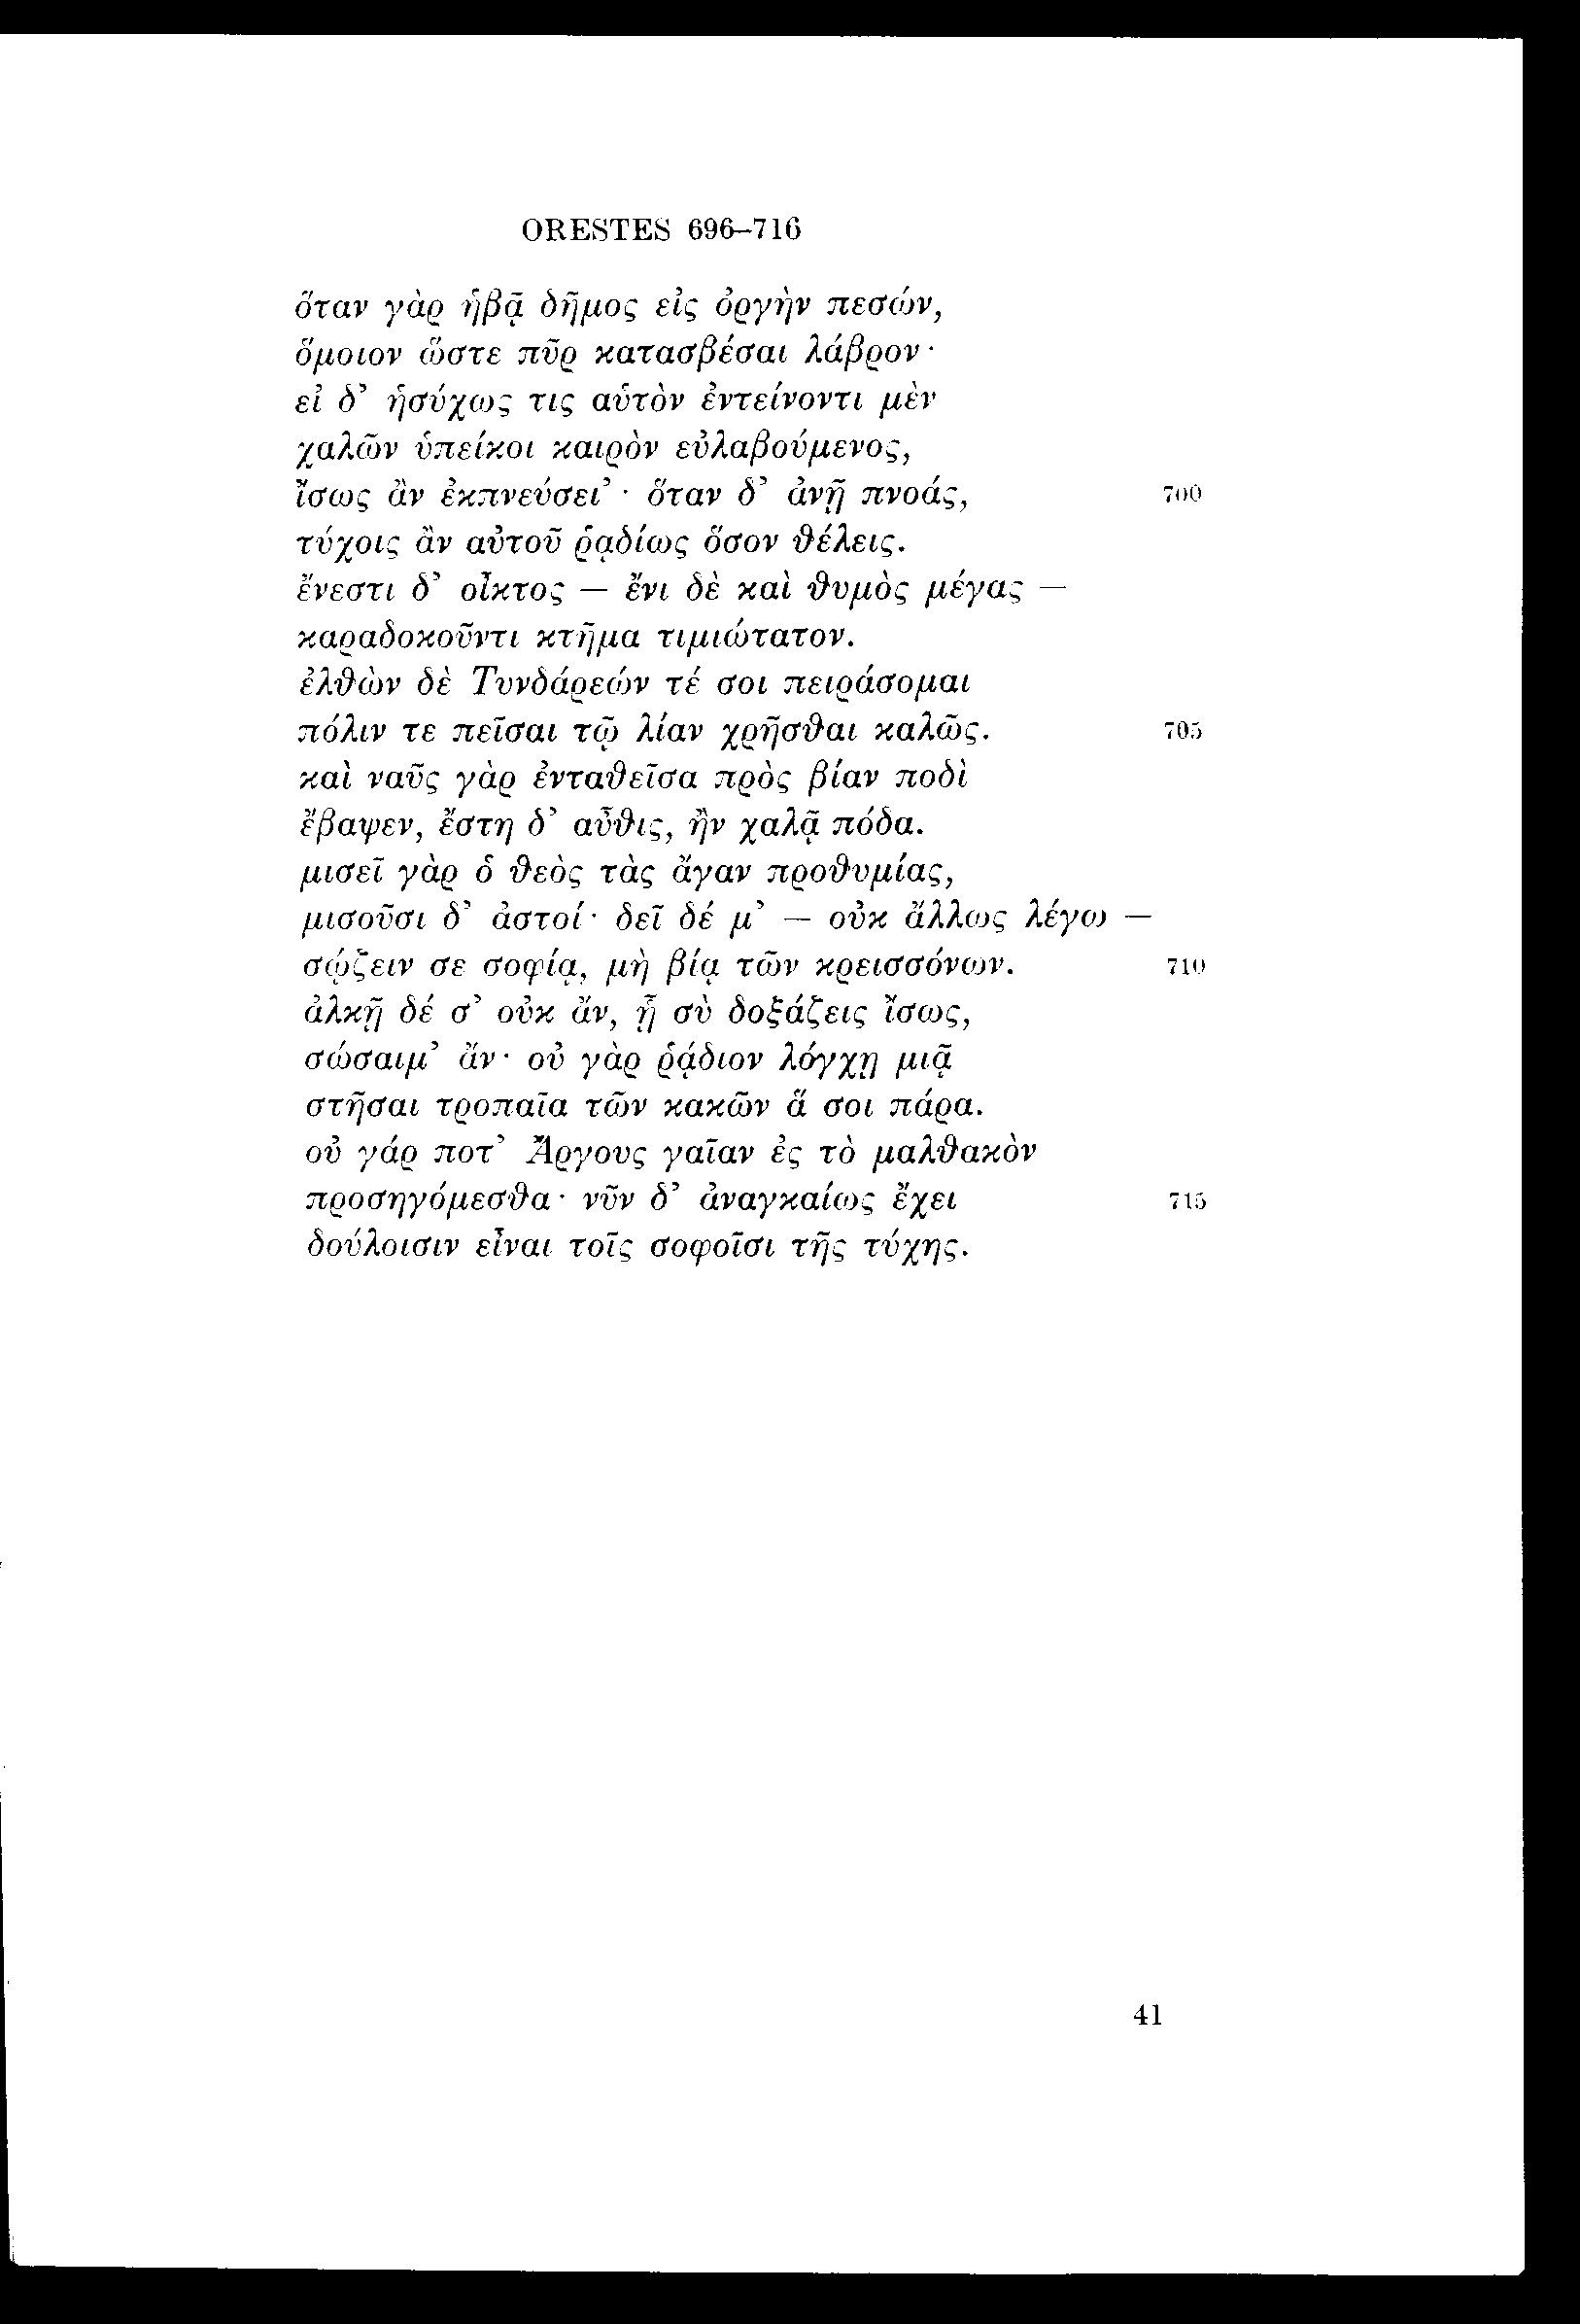 ORESTES 696–716
ὅταν γὰρ ἡβᾷ δῆμος εἰς ὀργὴν πεσών,
ὅμοιον ὥστε πῦρ κατασβέσαι λάβρον·
εἰ δ’ ἡσύχως τις αὑτὸν ἐντείνοντι μὲν
χαλῶν ὑπείκοι καιρὸν εὐλαβούμενος,
ἴσως ἂν ἐκπνεύσει’· ὅταν δ’ ἀνῇ πνοάς, 700
τύχοις ἂν αὐτοῦ ῥᾳδίως ὅσον θέλεις.
ἔνεστι δ’ οἶκτος – ἔνι δὲ καὶ θυμὸς μέγας –
καραδοκοῦντι κτῆμα τιμιώτατον.
ἐλθὼν δὲ Τυνδάρεών τέ σοι πειράσομαι
πόλιν τε πεῖσαι τῷ λίαν χρῆσθαι καλῶς. 705
καὶ ναῦς γὰρ ἐνταθεῖσα πρὸς βίαν ποδὶ
ἔβαψεν, ἔστη δ’ αὖθις, ἢν χαλᾷ πόδα.
μισεῖ γὰρ ὁ θεὸς τὰς ἄγαν προθυμίας,
μισοῦσι δ’ ἀστοί· δεῖ δέ μ’ – οὐκ ἄλλως λέγω –
σῴζειν σε σοφίᾳ, μὴ βίᾳ τῶν κρεισσόνων. 710
ἀλκῇ δέ σ’ οὐκ ἄν, ᾗ σὺ δοξάζεις ἴσως,
σώσαιμ’ ἄν· οὐ γὰρ ῥᾴδιον λόγχῃ μιᾷ
στῆσαι τροπαῖα τῶν κακῶν ἅ σοι πάρα.
οὐ γάρ ποτ’ Ἄργους γαῖαν ἐς τὸ μαλθακὸν
προσηγόμεσθα· νῦν δ’ ἀναγκαίως ἔχει 715
δούλοισιν εἶναι τοῖς σοφοῖσι τῆς τύχης.
41